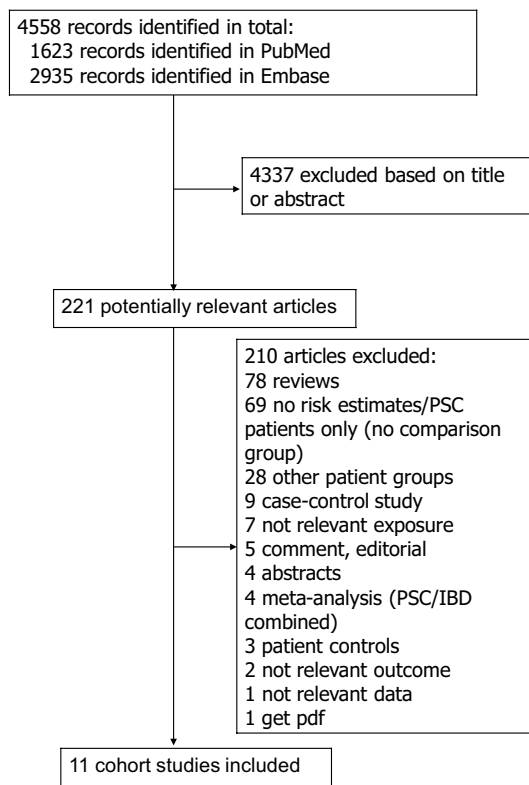 4558 records identified in total:
1623 records identified in PubMed
2935 records identified in Embase
4337 excluded based on title
or abstract
221 potentially relevant articles
210 articles excluded:
78 reviews
69 no risk estimates/PSC
patients only (no comparison
group)
28 other patient groups
9 case-control study
7 not relevant exposure
5 comment, editorial
4 abstracts
4 meta-analysis (PSC/IBD
combined)
3 patient controls
2 not relevant outcome
1 not relevant data
1 get pdf
11 cohort studies included